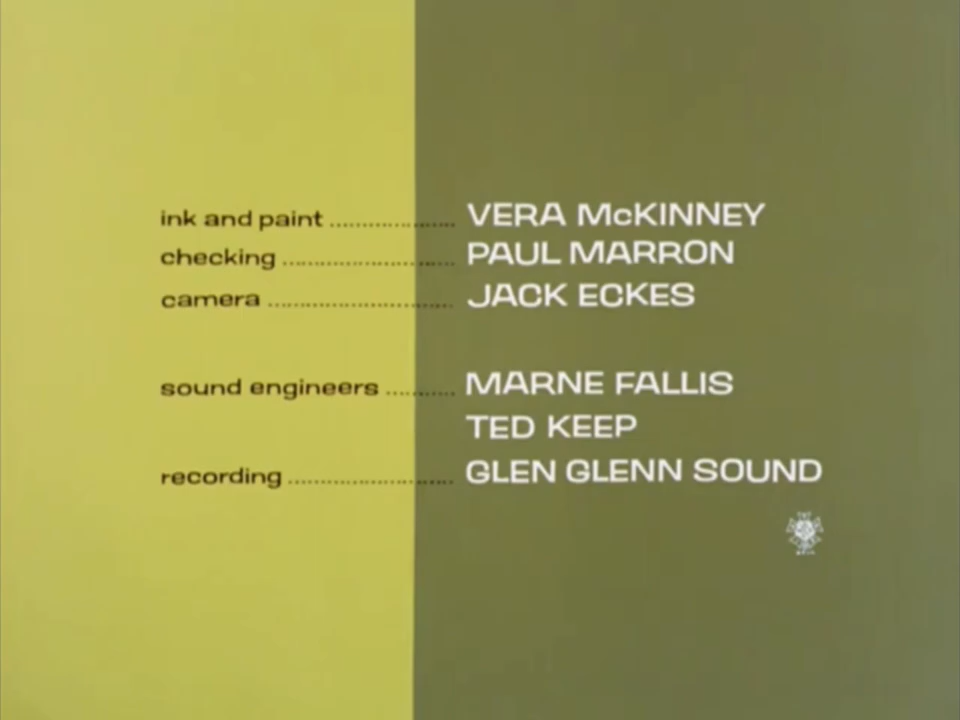 ink and paint .................... VERA McKINNEY
checking ............................ PAUL MARRON
camera .............................. JACK ECKES
sound engineers ........... MARNE FALLIS
TED KEEP
recording .......................... GLEN GLENN SOUND